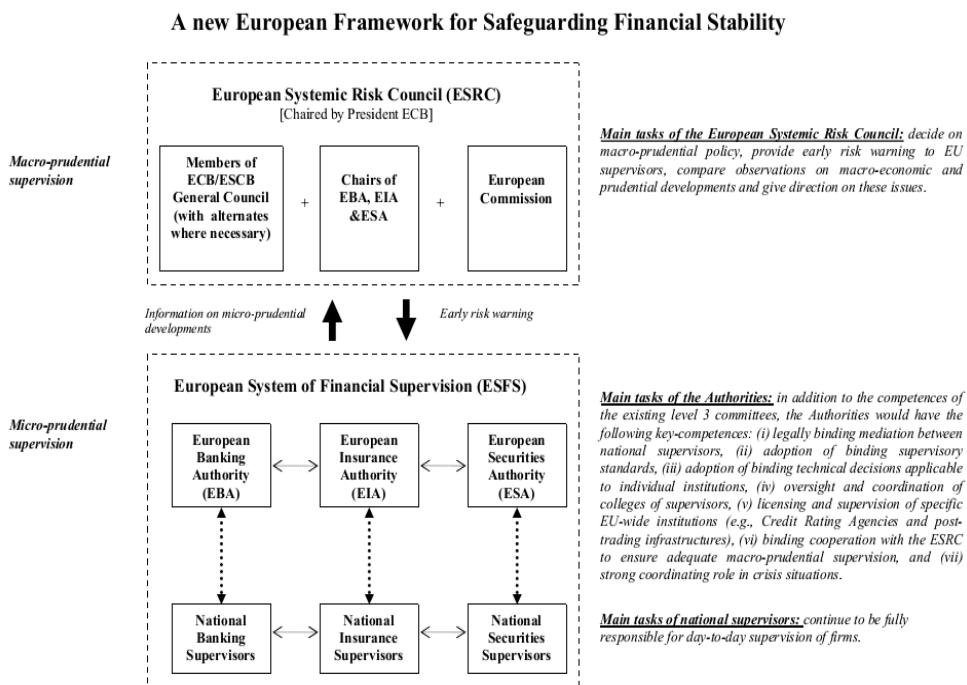 A new European Framework for Safeguarding Financial Stability
European Systemic Risk Council (ESRC)
[Chaired by President ECB]
Macro-prudential
supervision
Members of
ECB/ESCB
General Council
(with alternates
where necessary)
+
Chairs of
EBA, EIA
&ESA
+
European
Commission
Main tasks of the European Systemic Risk Council: decide on
macro-prudential policy, provide early risk warning to EU
supervisors, compare observations on macro-economic and
prudential developments and give direction on these issues.
Information on micro-prudential
developments
Early risk warning
European System of Financial Supervision (ESFS)
Micro-prudential
supervision
European
Banking
Authority
(EBA)
European
Insurance
Authority
(EIA)
European
Securities
Authority
(ESA)
Main tasks of the Authorities: in addition to the competences of
the existing level 3 committees, the Authorities would have the
following key-competences: (i) legally binding mediation between
national supervisors, (ii) adoption of binding supervisory
standards, (iii) adoption of binding technical decisions applicable
to individual institutions, (iv) oversight and coordination of
colleges of supervisors, (v) licensing and supervision of specific
EU-wide institutions (e.g., Credit Rating Agencies and post-
trading infrastructures), (vi) binding cooperation with the ESRC
to ensure adequate macro-prudential supervision, and (vii)
strong coordinating role in crisis situations.
National
Banking
Supervisors
National
Insurance
Supervisors
National
Securities
Supervisors
Main tasks of national supervisors: continue to be fully
responsible for day-to-day supervision of firms.